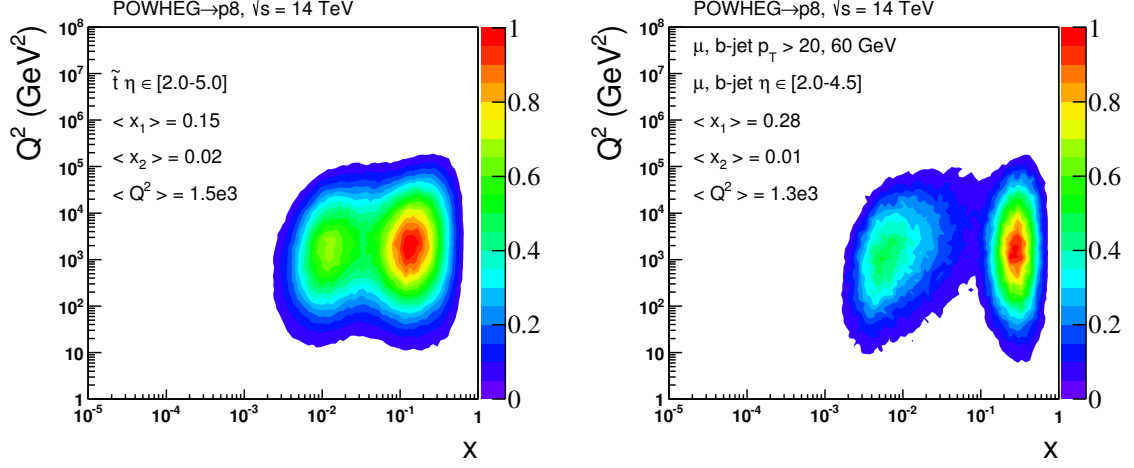 POWHEG→p8, √s = 14 TeV
Q² (GeV²)
10⁸
10⁷
10⁶
10⁵
10⁴
10³
10²
10
1
t̃ η ∈ [2.0-5.0]
< x₁ > = 0.15
< x₂ > = 0.02
< Q² > = 1.5e3
10⁻⁵ 10⁻⁴ 10⁻³ 10⁻² 10⁻¹ 1
x
1
0.8
0.6
0.4
0.2
0
POWHEG→p8, √s = 14 TeV
Q² (GeV²)
10⁸
10⁷
10⁶
10⁵
10⁴
10³
10²
10
1
μ, b-jet p_T > 20, 60 GeV
μ, b-jet η ∈ [2.0-4.5]
< x₁ > = 0.28
< x₂ > = 0.01
< Q² > = 1.3e3
10⁻⁵ 10⁻⁴ 10⁻³ 10⁻² 10⁻¹ 1
x
1
0.8
0.6
0.4
0.2
0